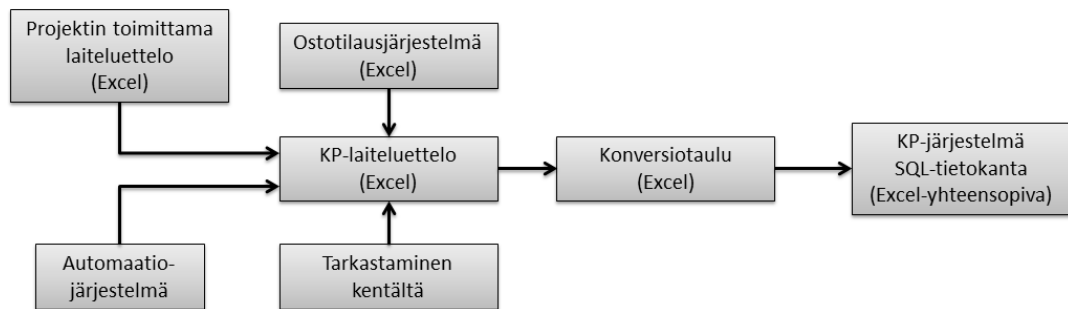 Projektin toimittama
laiteluettelo
(Excel)
Ostotilausjärjestelmä
(Excel)
KP-laiteluettelo
(Excel)
Konversiotaulu
(Excel)
KP-järjestelmä
SQL-tietokanta
(Excel-yhteensopiva)
Automaatio-
järjestelmä
Tarkastaminen
kentältä